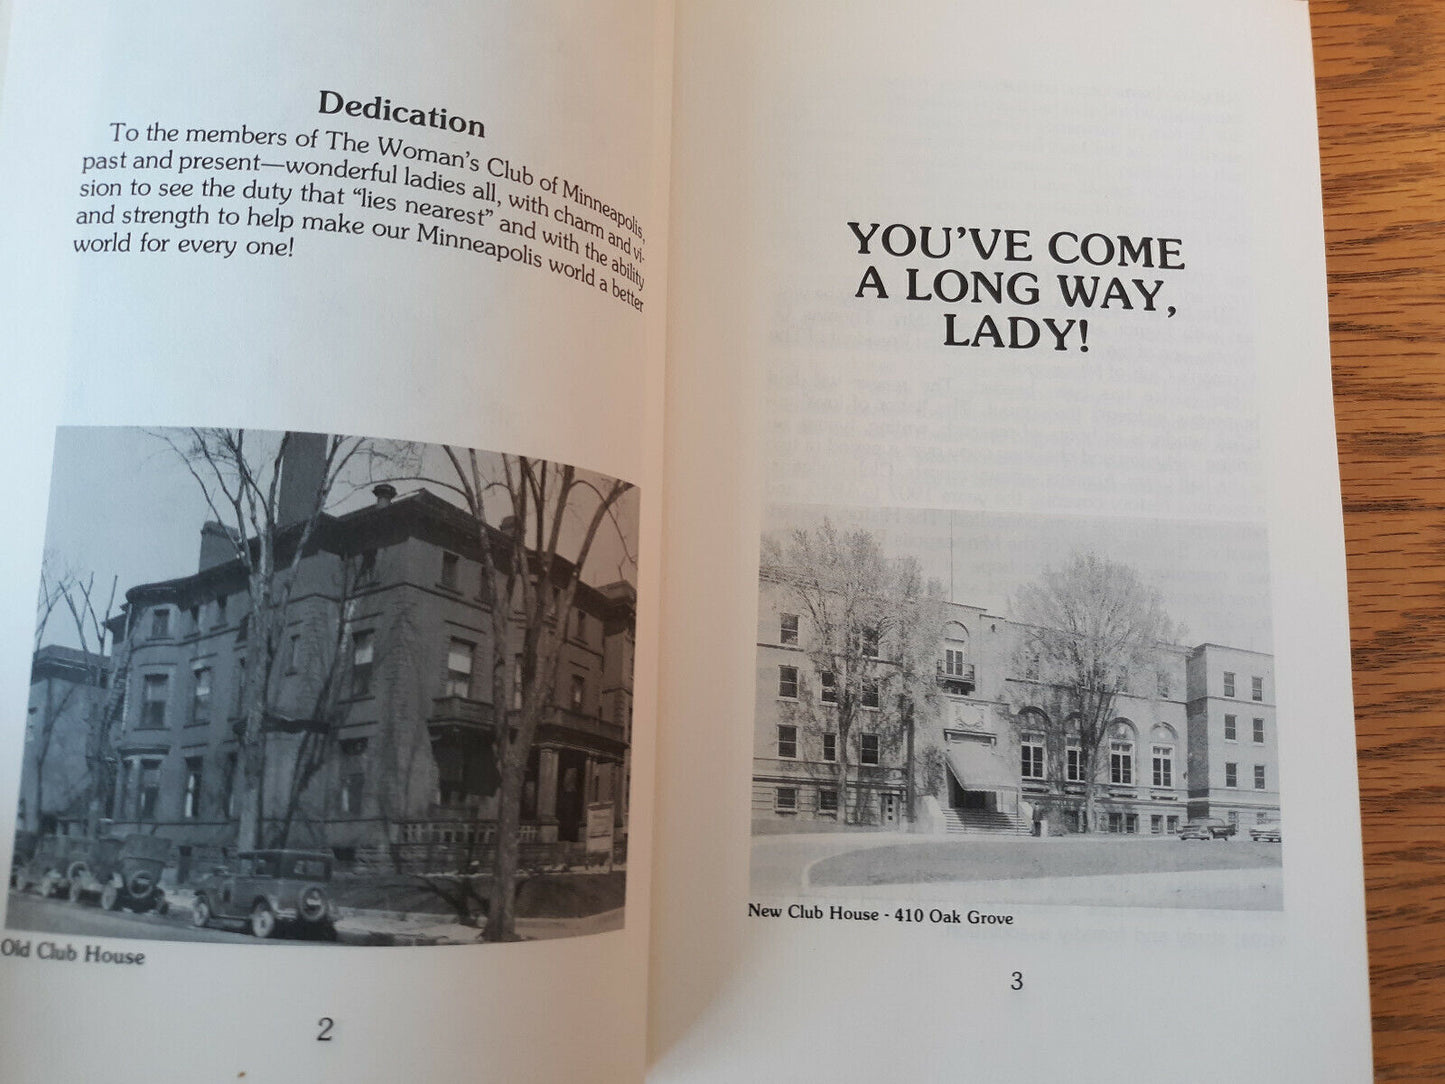 Dedication
To the members of The Woman's Club of Minneapolis,
past and present—wonderful ladies all, with charm and vi-
sion to see the duty that “lies nearest” and with the ability
and strength to help make our Minneapolis world a better
world for every one!
Old Club House
2
YOU'VE COME
A LONG WAY,
LADY!
New Club House - 410 Oak Grove
3